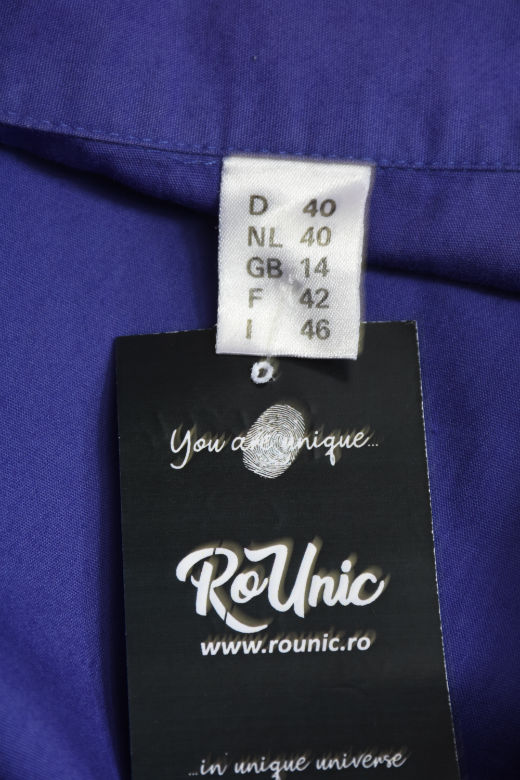 D 40
NL 40
GB 14
F 42
I 46
You are unique...
RoUnic
www.rounic.ro
...in unique universe